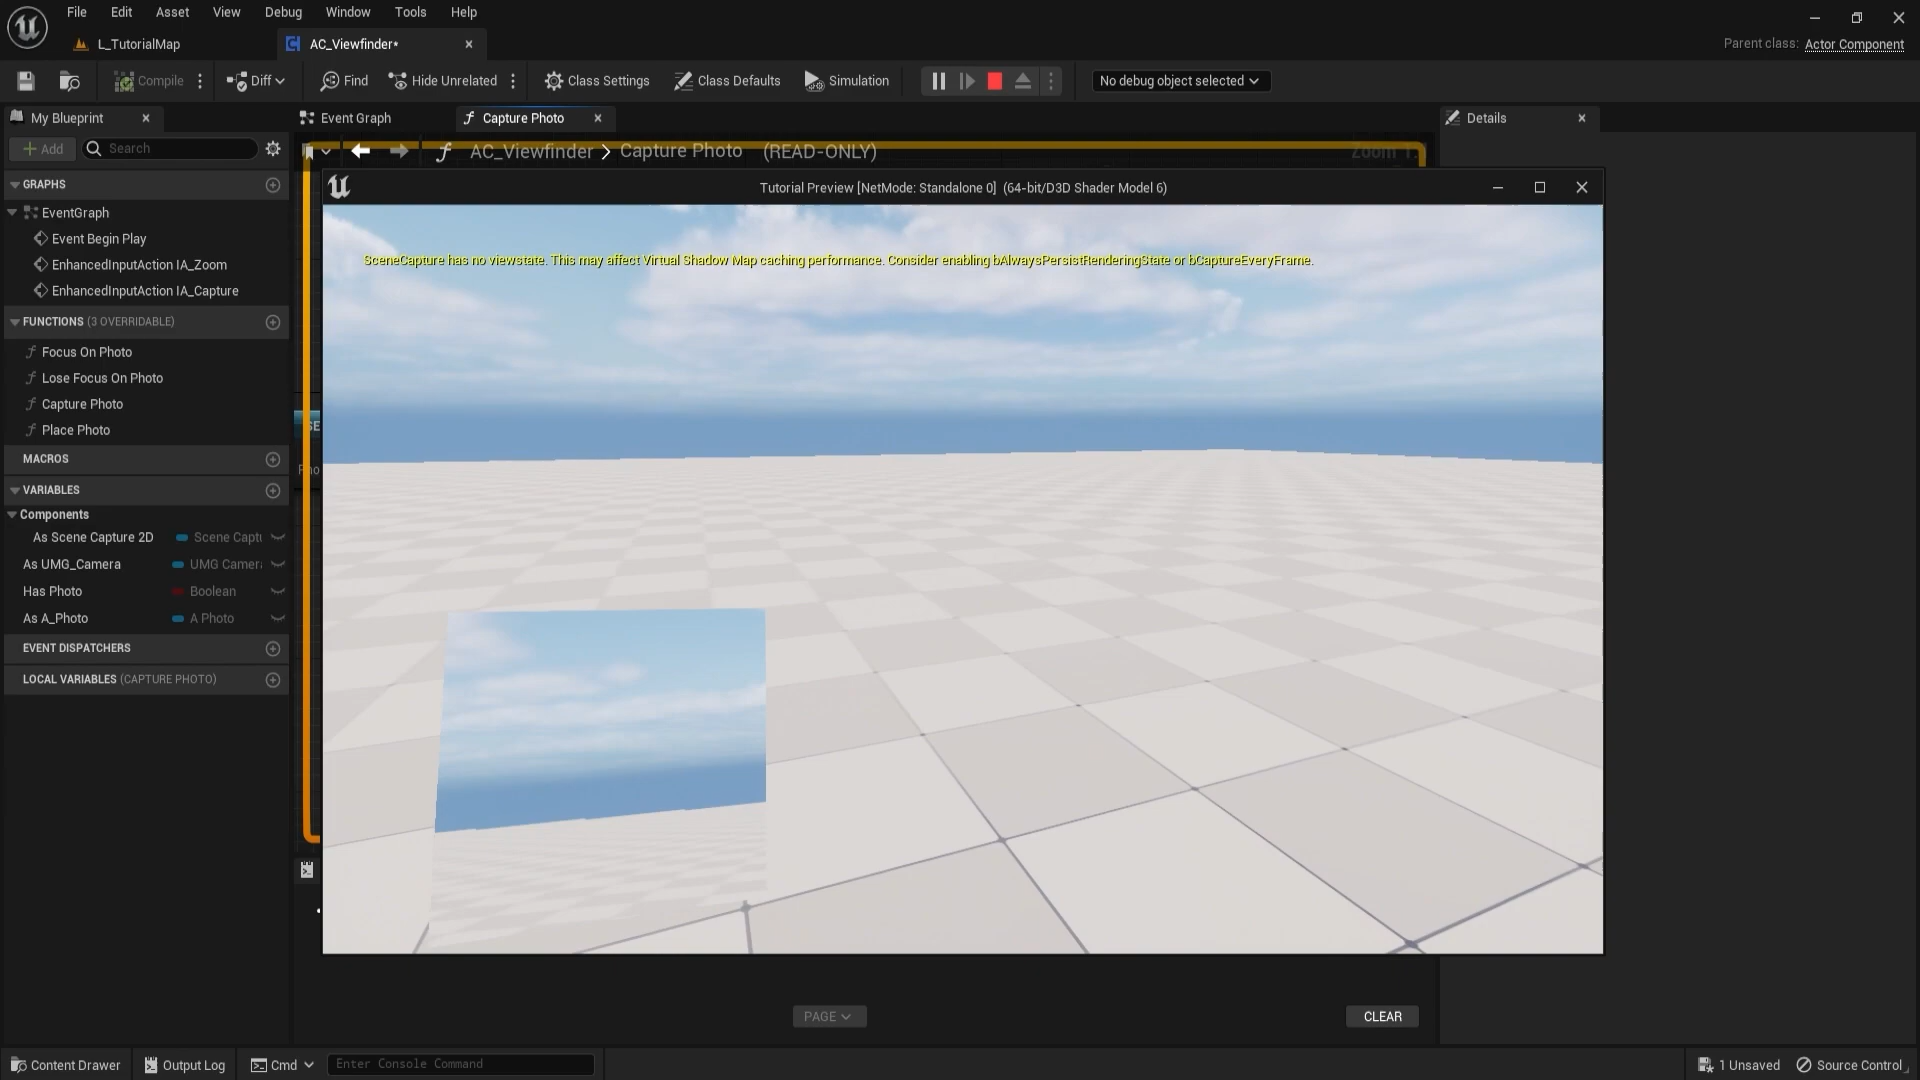 File Edit Asset View Debug Window Tools Help
L_TutorialMap
AC_Viewfinder*
Parent class: Actor Component
Compile
Diff
Find
Hide Unrelated
Class Settings
Class Defaults
Simulation
No debug object selected
My Blueprint
Event Graph
Capture Photo
Details
Add
Search
AC_Viewfinder > Capture Photo (READ-ONLY)
Tutorial Preview [NetMode: Standalone 0] (64-bit/D3D Shader Model 6)
SceneCapture has no viewstate. This may affect Virtual Shadow Map caching performance. Consider enabling bAlwaysPersistRenderingState or bCaptureEveryFrame.
GRAPHS
EventGraph
Event Begin Play
EnhancedInputAction IA_Zoom
EnhancedInputAction IA_Capture
FUNCTIONS (3 OVERRIDABLE)
Focus On Photo
Lose Focus On Photo
Capture Photo
Place Photo
MACROS
VARIABLES
Components
As Scene Capture 2D Scene Captu
As UMG_Camera UMG Camer
Has Photo Boolean
As A_Photo A Photo
EVENT DISPATCHERS
LOCAL VARIABLES (CAPTURE PHOTO)
PAGE
CLEAR
Content Drawer
Output Log
Cmd
Enter Console Command
1 Unsaved
Source Control